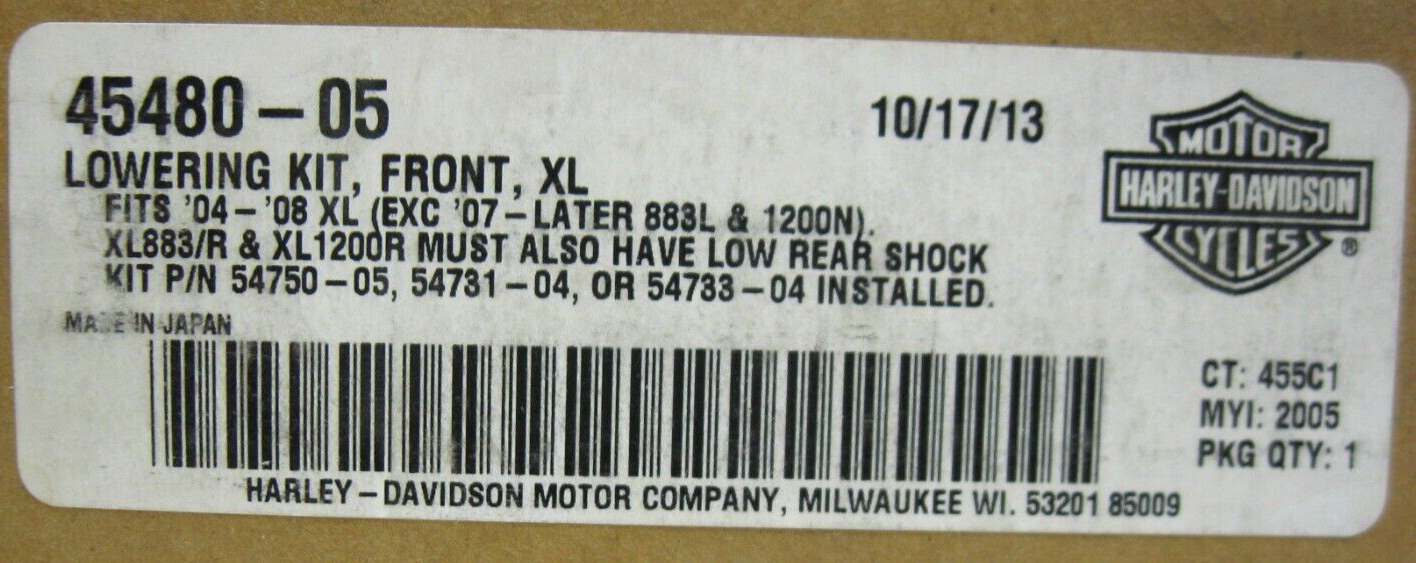 45480-05
10/17/13
LOWERING KIT, FRONT, XL
FITS '04-'08 XL (EXC '07-LATER 883L & 1200N).
XL883/R & XL1200R MUST ALSO HAVE LOW REAR SHOCK
KIT P/N 54750-05, 54731-04, OR 54733-04 INSTALLED.
MADE IN JAPAN
MOTOR
HARLEY-DAVIDSON
CYCLES®
CT: 455C1
MYI: 2005
PKG QTY: 1
HARLEY-DAVIDSON MOTOR COMPANY, MILWAUKEE WI. 53201 85009